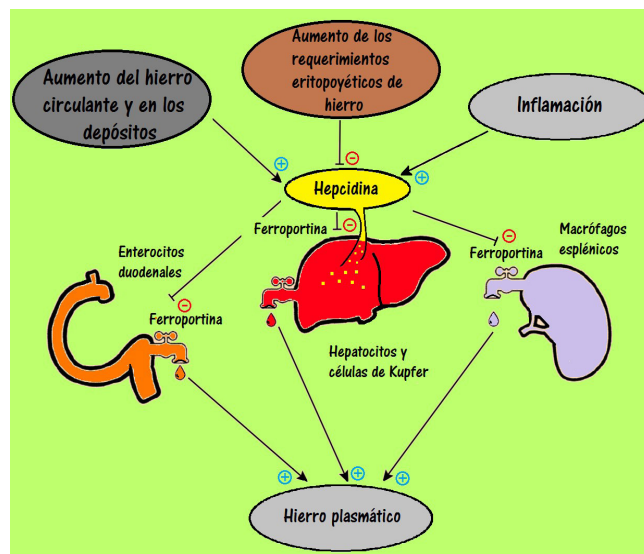 Aumento del hierro
circulante y en los
depósitos
Aumento de los
requerimientos
eritopoyéticos de
hierro
Inflamación
+
-
+
Hepcidina
Ferroportina
-
-
Ferroportina
Macrófagos
esplénicos
Enterocitos
duodenales
-
Ferroportina
Hepatocitos y
células de Kupfer
+
+
+
Hierro plasmático